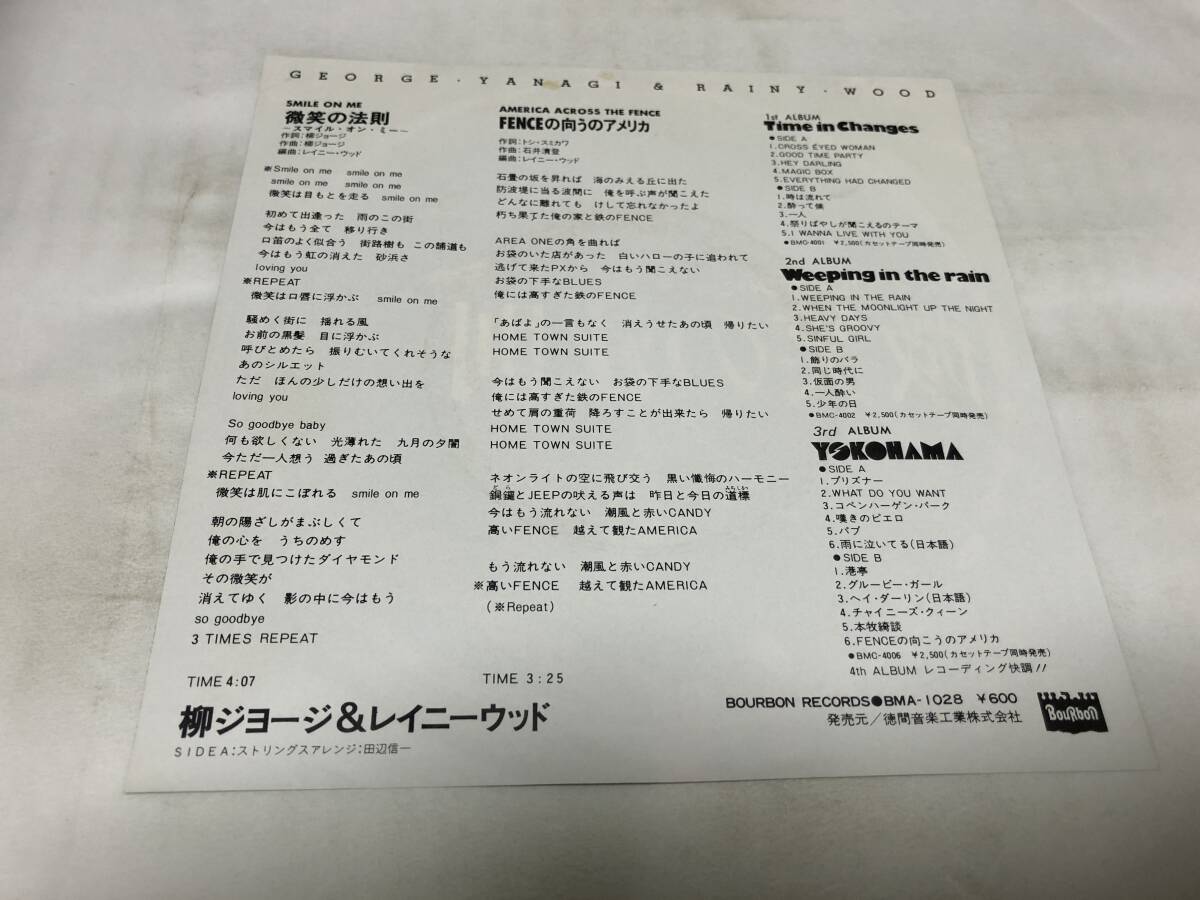 GEORGE・YANAGI & RAINY・WOOD
SMILE ON ME
微笑の法則
―スマイル・オン・ミー―
作詞:柳ジョージ
作曲:柳ジョージ
編曲:レイニー・ウッド
※Smile on me　smile on me
smile on me　smile on me
微笑は目もとを走る　smile on me
初めて出逢った　雨のこの街
今はもう全て　移り行き
口笛のよく似合う　街路樹も　この舗道も
今はもう虹の消えた　砂浜さ
loving you
※REPEAT
微笑は口唇に浮かぶ　smile on me
騒めく街に　揺れる風
お前の黒髪　目に浮かぶ
呼びとめたら　振りむいてくれそうな
あのシルエット
ただ　ほんの少しだけの想い出を
loving you
So goodbye baby
何も欲しくない　光薄れた　九月の夕闇
今ただ一人想う　過ぎたあの頃
※REPEAT
微笑は肌にこぼれる　smile on me
朝の陽ざしがまぶしくて
俺の心を　うちのめす
俺の手で見つけたダイヤモンド
その微笑が
消えてゆく　影の中に今はもう
so goodbye
3 TIMES REPEAT
TIME 4:07
AMERICA ACROSS THE FENCE
FENCEの向うのアメリカ
作詞:トシ・スミカワ
作曲:石井清登
編曲:レイニー・ウッド
石畳の坂を昇れば　海のみえる丘に出た
防波堤に当る波間に　俺を呼ぶ声が聞こえた
どんなに離れても　けして忘れなかったよ
朽ち果てた俺の家と鉄のFENCE
AREA ONEの角を曲れば
お袋のいた店があった　白いハローの子に追われて
逃げて来たPXから　今はもう聞こえない
お袋の下手なBLUES
俺には高すぎた鉄のFENCE
「あばよ」の一言もなく　消えうせたあの頃　帰りたい
HOME TOWN SUITE
HOME TOWN SUITE
今はもう聞こえない　お袋の下手なBLUES
俺には高すぎた鉄のFENCE
せめて肩の重荷　降ろすことが出来たら　帰りたい
HOME TOWN SUITE
HOME TOWN SUITE
ネオンライトの空に飛び交う　黒い懺悔のハーモニー
銅鑼とJEEPの吠える声は　昨日と今日の道標
今はもう流れない　潮風と赤いCANDY
高いFENCE　越えて観たAMERICA
もう流れない　潮風と赤いCANDY
※高いFENCE　越えて観たAMERICA
(※Repeat)
TIME 3:25
1st ALBUM
Time in Changes
●SIDE A
1.CROSS EYED WOMAN
2.GOOD TIME PARTY
3.HEY DARLING
4.MAGIC BOX
5.EVERYTHING HAD CHANGED
●SIDE B
1.時は流れて
2.酔って候
3.一人
4.祭りばやしが聞こえるのテーマ
5.I WANNA LIVE WITH YOU
●BMC-4001 ￥2,500(カセットテープ同時発売)
2nd ALBUM
Weeping in the rain
●SIDE A
1.WEEPING IN THE RAIN
2.WHEN THE MOONLIGHT UP THE NIGHT
3.HEAVY DAYS
4.SHE'S GROOVY
5.SINFUL GIRL
●SIDE B
1.飾りのバラ
2.同じ時代に
3.仮面の男
4.一人酔い
5.少年の日
●BMC-4002 ￥2,500(カセットテープ同時発売)
3rd ALBUM
YOKOHAMA
●SIDE A
1.プリズナー
2.WHAT DO YOU WANT
3.コペンハーゲン・パーク
4.嘆きのピエロ
5.パブ
6.雨に泣いてる(日本語)
●SIDE B
1.港亭
2.グルービー・ガール
3.ヘイ・ダーリン(日本語)
4.チャイニーズ・クィーン
5.本牧綺談
6.FENCEの向こうのアメリカ
●BMC-4006 ￥2,500(カセットテープ同時発売)
4th ALBUM レコーディング快調!!
柳ジョージ&レイニーウッド
SIDEA:ストリングスアレンジ:田辺信一
BOURBON RECORDS●BMA-1028 ￥600
発売元／徳間音楽工業株式会社
BouRboN